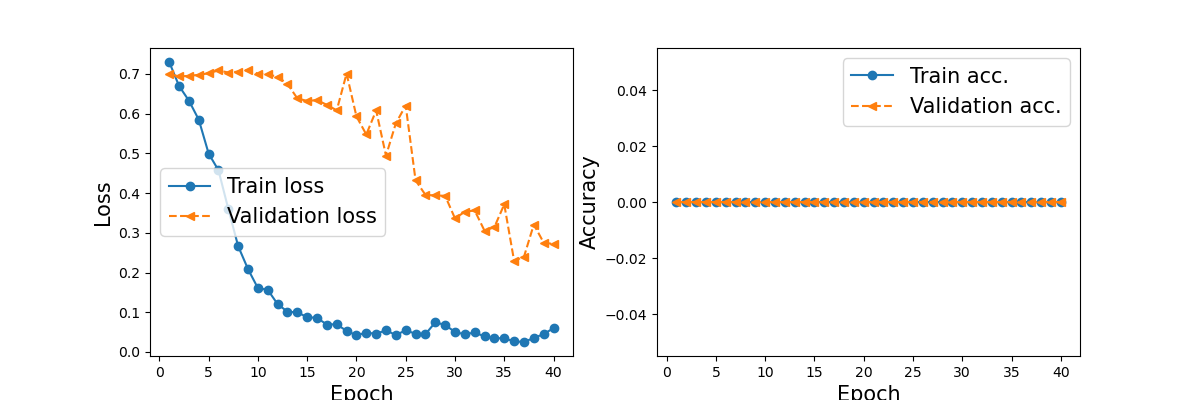 0.7
0.6
0.5
0.4
0.3
0.2
0.1
0.0
Loss
Train loss
Validation loss
0 5 10 15 20 25 30 35 40
Epoch
0.04
0.02
0.00
−0.02
−0.04
Accuracy
Train acc.
Validation acc.
0 5 10 15 20 25 30 35 40
Epoch